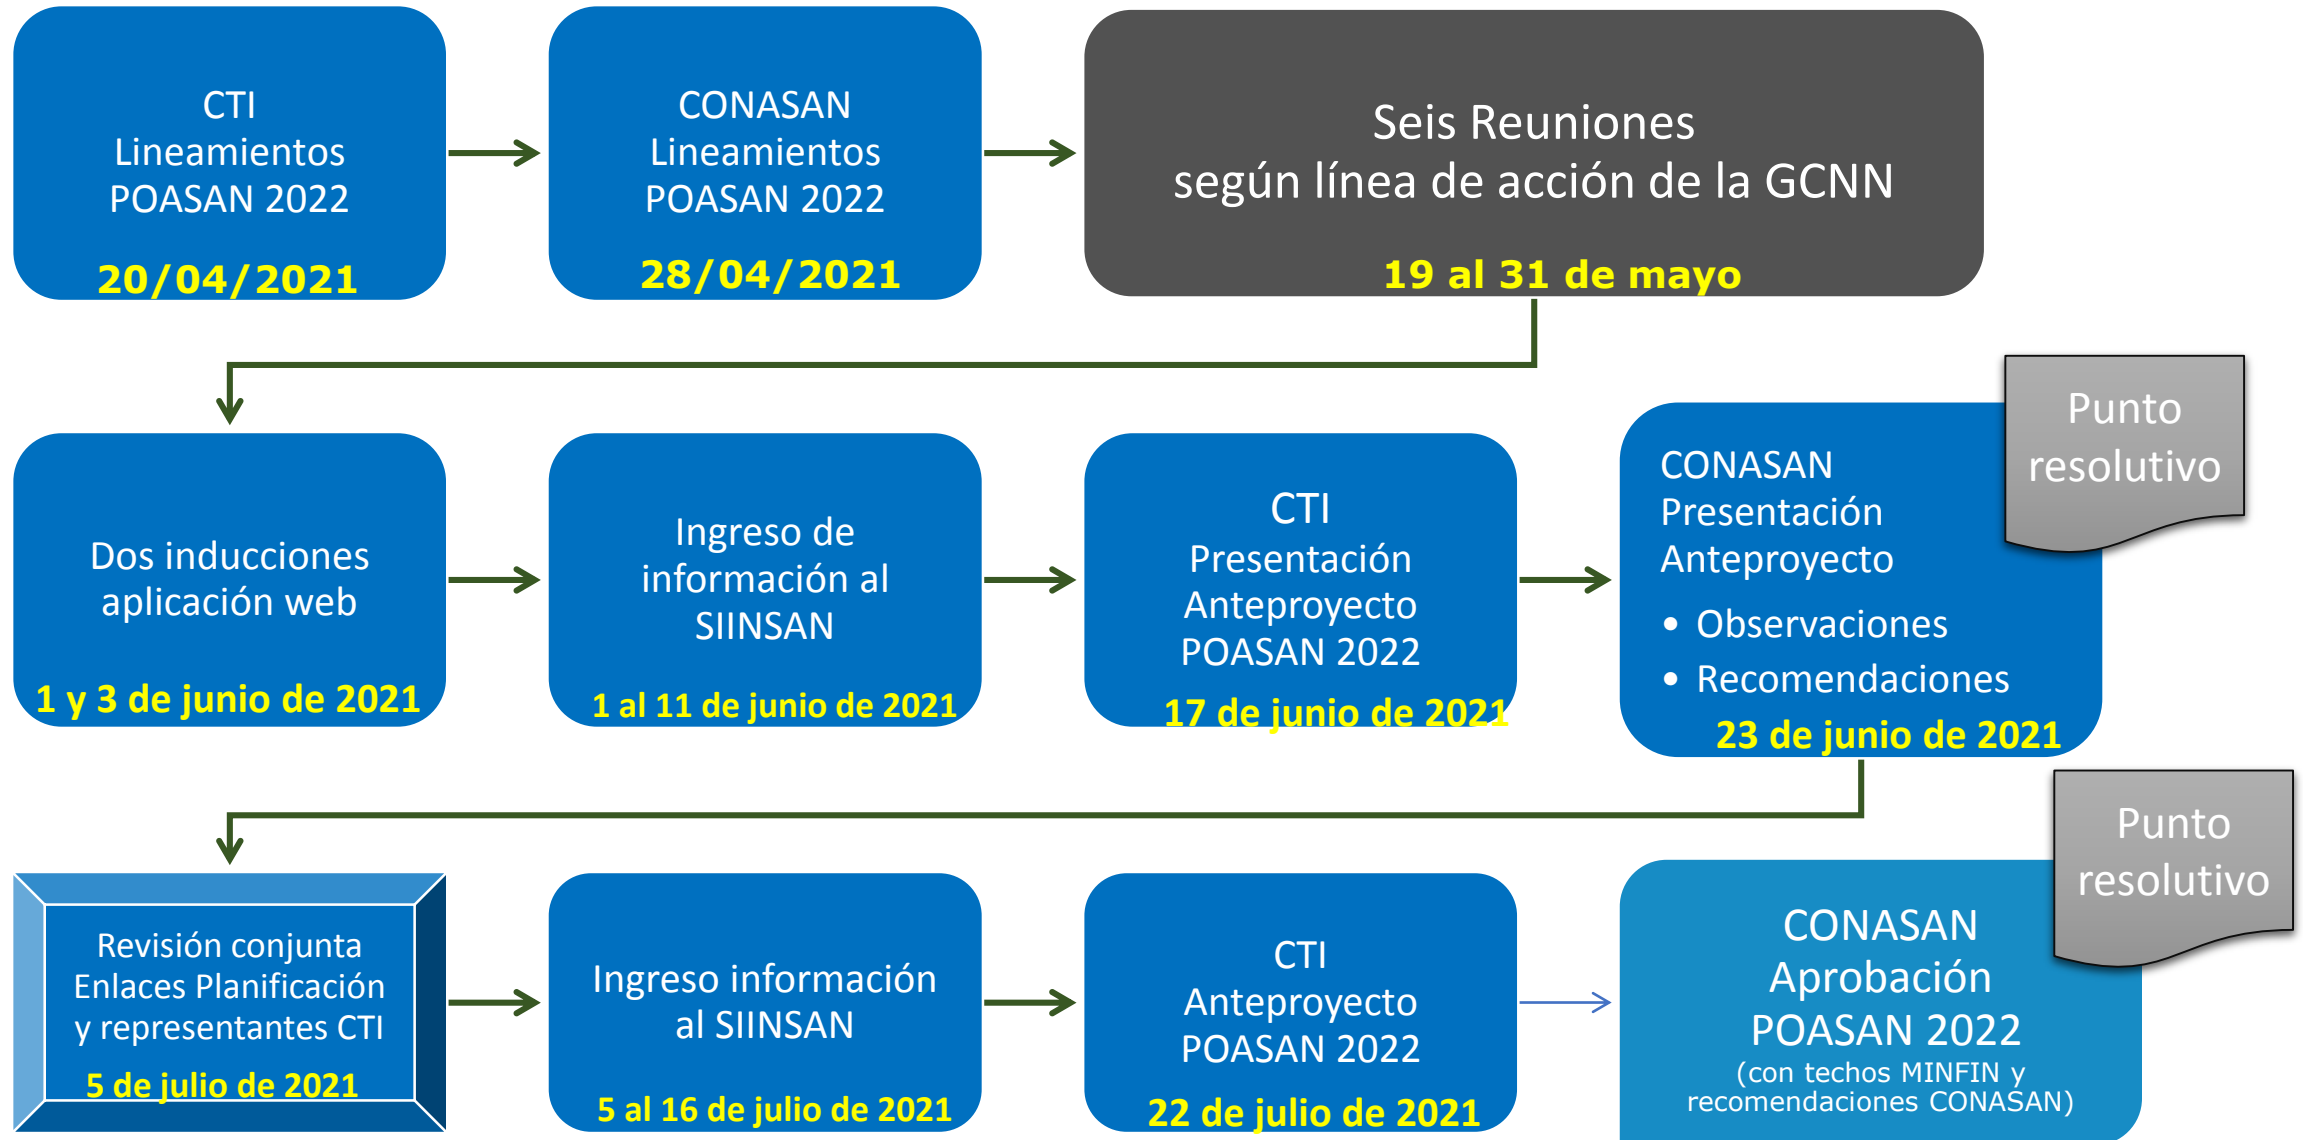 CTI
Lineamientos
POASAN 2022
20/04/2021
CONASAN
Lineamientos
POASAN 2022
28/04/2021
Seis Reuniones
según línea de acción de la GCNN
19 al 31 de mayo
Dos inducciones
aplicación web
1 y 3 de junio de 2021
Ingreso de
información al
SIINSAN
1 al 11 de junio de 2021
CTI
Presentación
Anteproyecto
POASAN 2022
17 de junio de 2021
CONASAN
Presentación
Anteproyecto
• Observaciones
• Recomendaciones
23 de junio de 2021
Punto
resolutivo
Revisión conjunta
Enlaces Planificación
y representantes CTI
5 de julio de 2021
Ingreso información
al SIINSAN
5 al 16 de julio de 2021
CTI
Anteproyecto
POASAN 2022
22 de julio de 2021
CONASAN
Aprobación
POASAN 2022
(con techos MINFIN y
recomendaciones CONASAN)
Punto
resolutivo